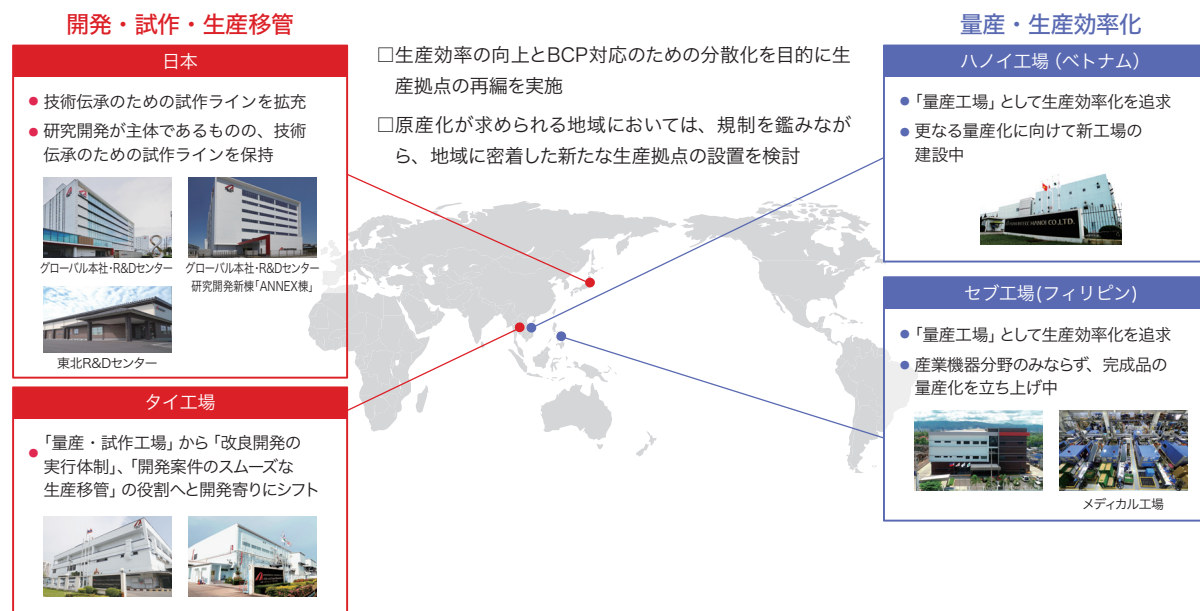 開発・試作・生産移管
日本
● 技術伝承のための試作ラインを拡充
● 研究開発が主体であるものの、技術
伝承のための試作ラインを保持
グローバル本社・R&Dセンター
グローバル本社・R&Dセンター
研究開発新棟「ANNEX棟」
東北R&Dセンター
タイ工場
● 「量産・試作工場」から「改良開発の
実行体制」、「開発案件のスムーズな
生産移管」の役割へと開発寄りにシフト
□生産効率の向上とBCP対応のための分散化を目的に生
産拠点の再編を実施
□原産化が求められる地域においては、規制を鑑みなが
ら、地域に密着した新たな生産拠点の設置を検討
量産・生産効率化
ハノイ工場 (ベトナム)
● 「量産工場」として生産効率化を追求
● 更なる量産化に向けて新工場の
建設中
HANOI CO.,LTD.
セブ工場(フィリピン)
● 「量産工場」として生産効率化を追求
● 産業機器分野のみならず、完成品の
量産化を立ち上げ中
メディカル工場